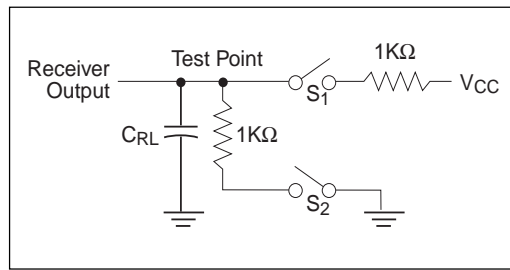 Test Point
1KΩ
Receiver
Output
S1
VCC
CRL
1KΩ
S2